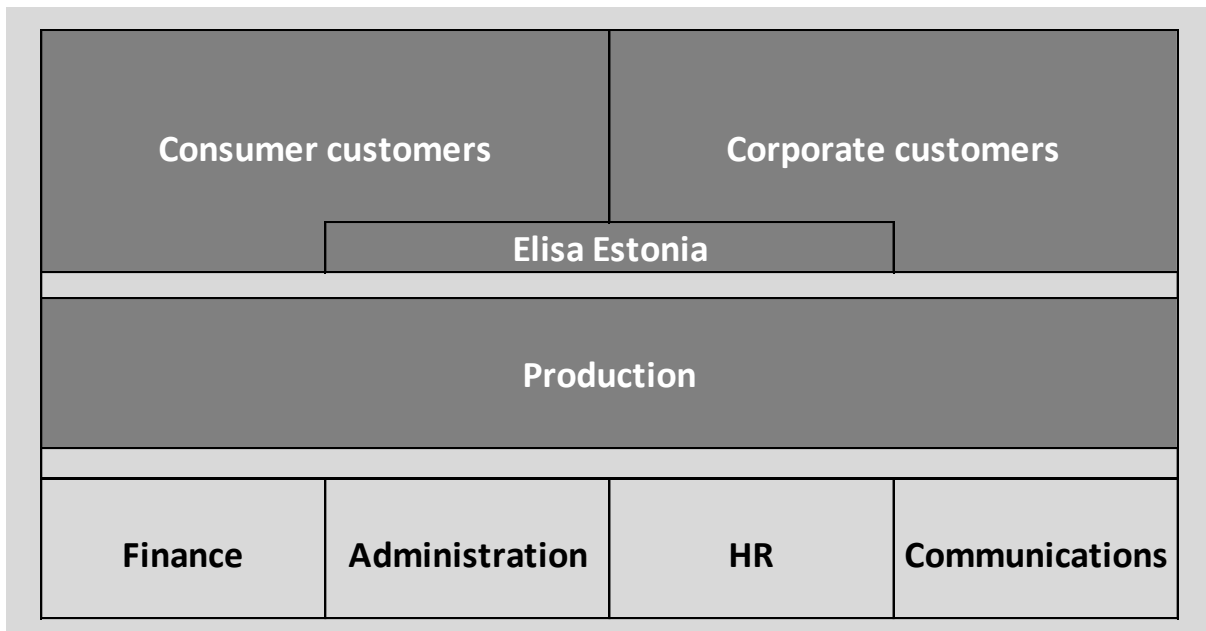 Consumer customers
Corporate customers
Elisa Estonia
Production
Finance
Administration
HR
Communications